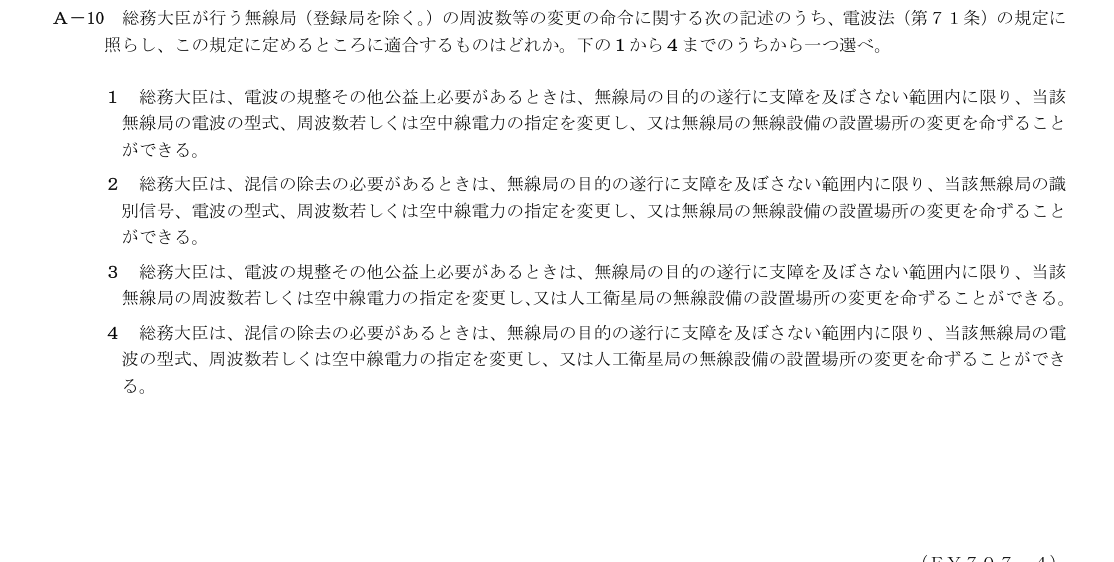 A－10　総務大臣が行う無線局（登録局を除く。）の周波数等の変更の命令に関する次の記述のうち、電波法（第７１条）の規定に
照らし、この規定に定めるところに適合するものはどれか。下の１から４までのうちから一つ選べ。
１　総務大臣は、電波の規整その他公益上必要があるときは、無線局の目的の遂行に支障を及ぼさない範囲内に限り、当該
無線局の電波の型式、周波数若しくは空中線電力の指定を変更し、又は無線局の無線設備の設置場所の変更を命ずること
ができる。
２　総務大臣は、混信の除去の必要があるときは、無線局の目的の遂行に支障を及ぼさない範囲内に限り、当該無線局の識
別信号、電波の型式、周波数若しくは空中線電力の指定を変更し、又は無線局の無線設備の設置場所の変更を命ずること
ができる。
３　総務大臣は、電波の規整その他公益上必要があるときは、無線局の目的の遂行に支障を及ぼさない範囲内に限り、当該
無線局の周波数若しくは空中線電力の指定を変更し、又は人工衛星局の無線設備の設置場所の変更を命ずることができる。
４　総務大臣は、混信の除去の必要があるときは、無線局の目的の遂行に支障を及ぼさない範囲内に限り、当該無線局の電
波の型式、周波数若しくは空中線電力の指定を変更し、又は人工衛星局の無線設備の設置場所の変更を命ずることができ
る。